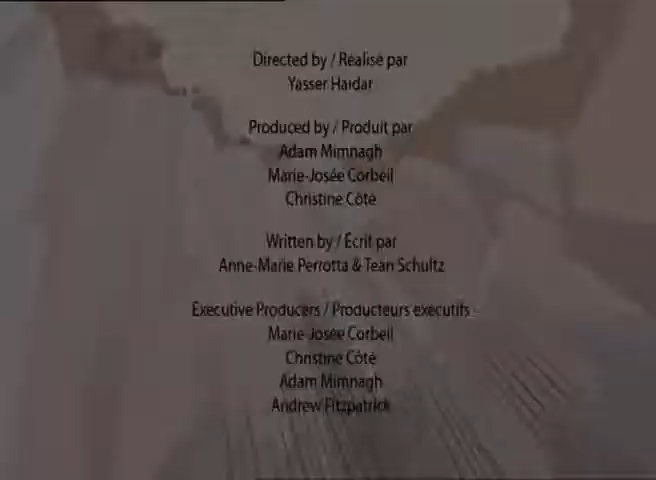 Directed by / Réalisé par
Yasser Haidar
Produced by / Produit par
Adam Mimnagh
Marie-Josée Corbeil
Christine Côté
Written by / Écrit par
Anne-Marie Perrotta & Tean Schultz
Executive Producers / Producteurs exécutifs
Marie-Josée Corbeil
Christine Côté
Adam Mimnagh
Andrew Fitzpatrick